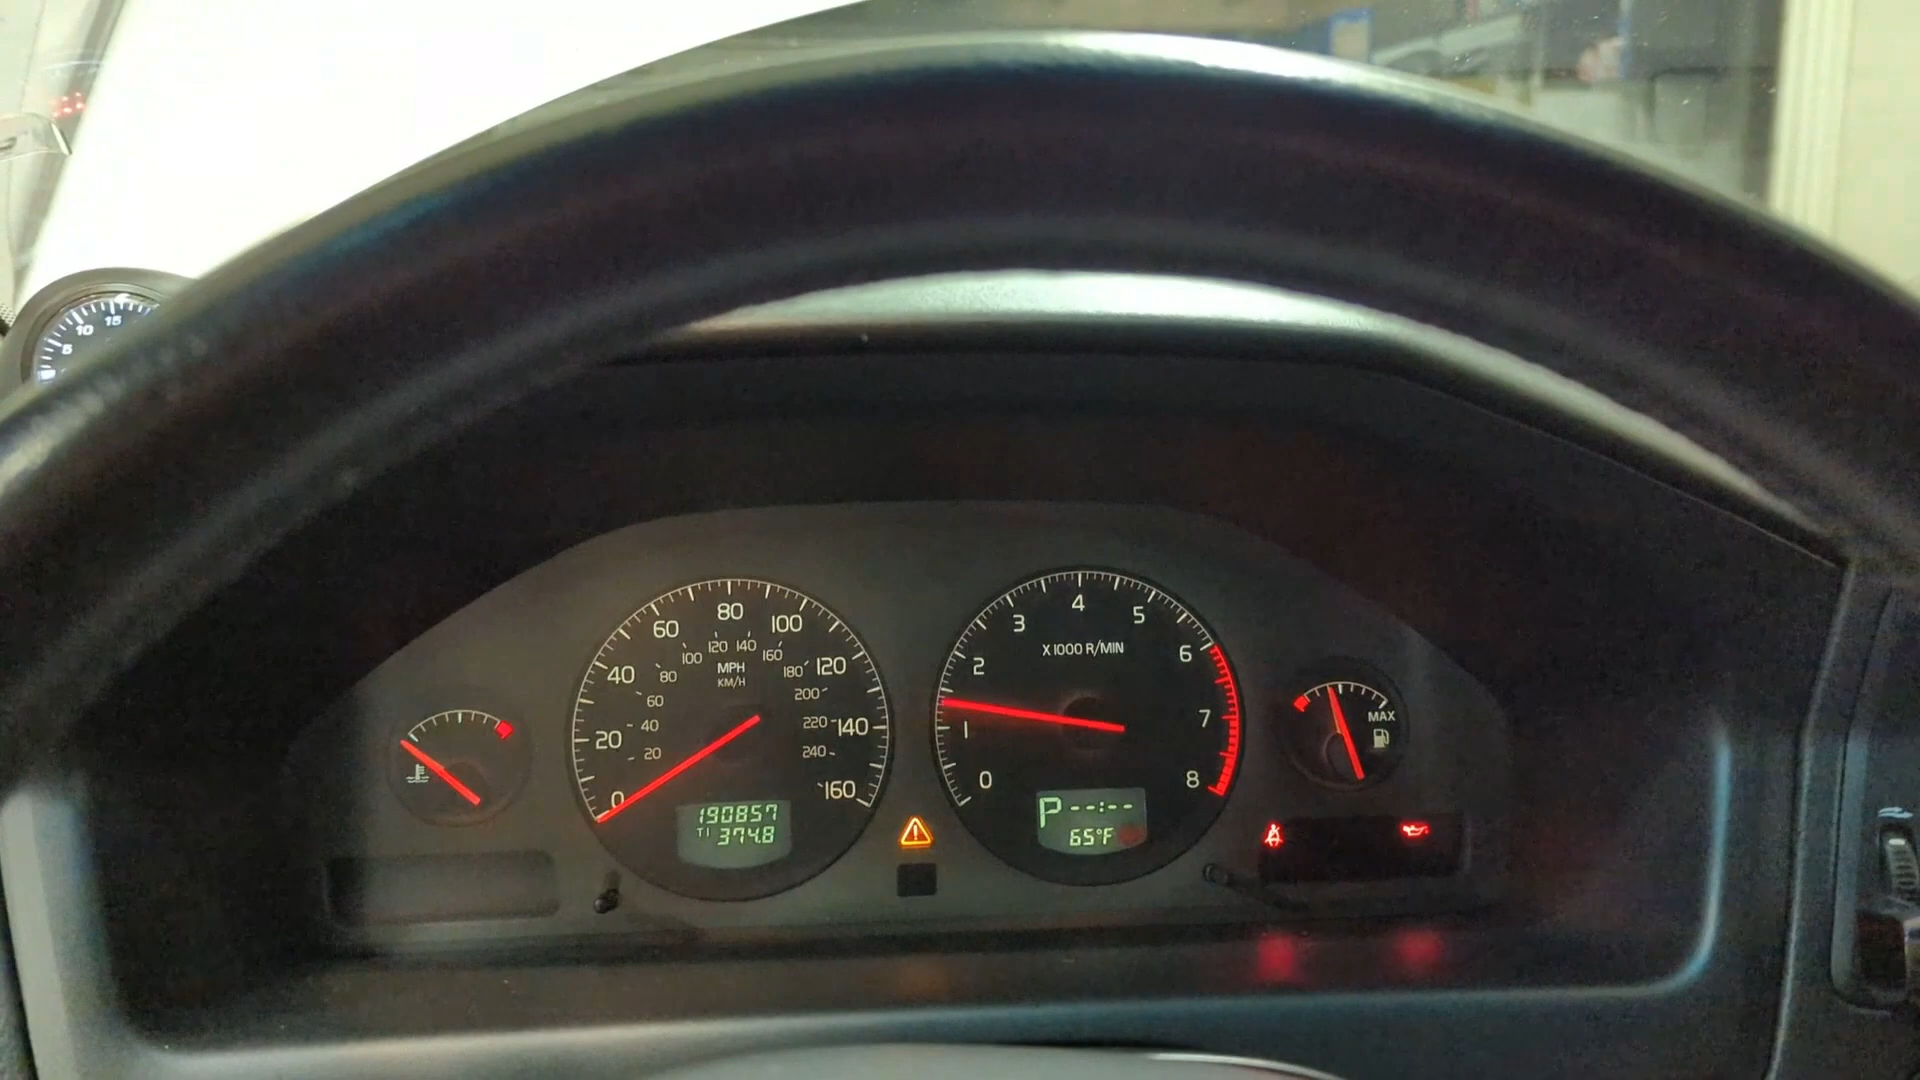 5 10 15
0 20 40 60 80 100 120 140 160
20 40 60 80 100 120 140 160 180 200 220 240
MPH
KM/H
190857
T1 374.8
0 1 2 3 4 5 6 7 8
X1000 R/MIN
P --:--
65°F
MAX